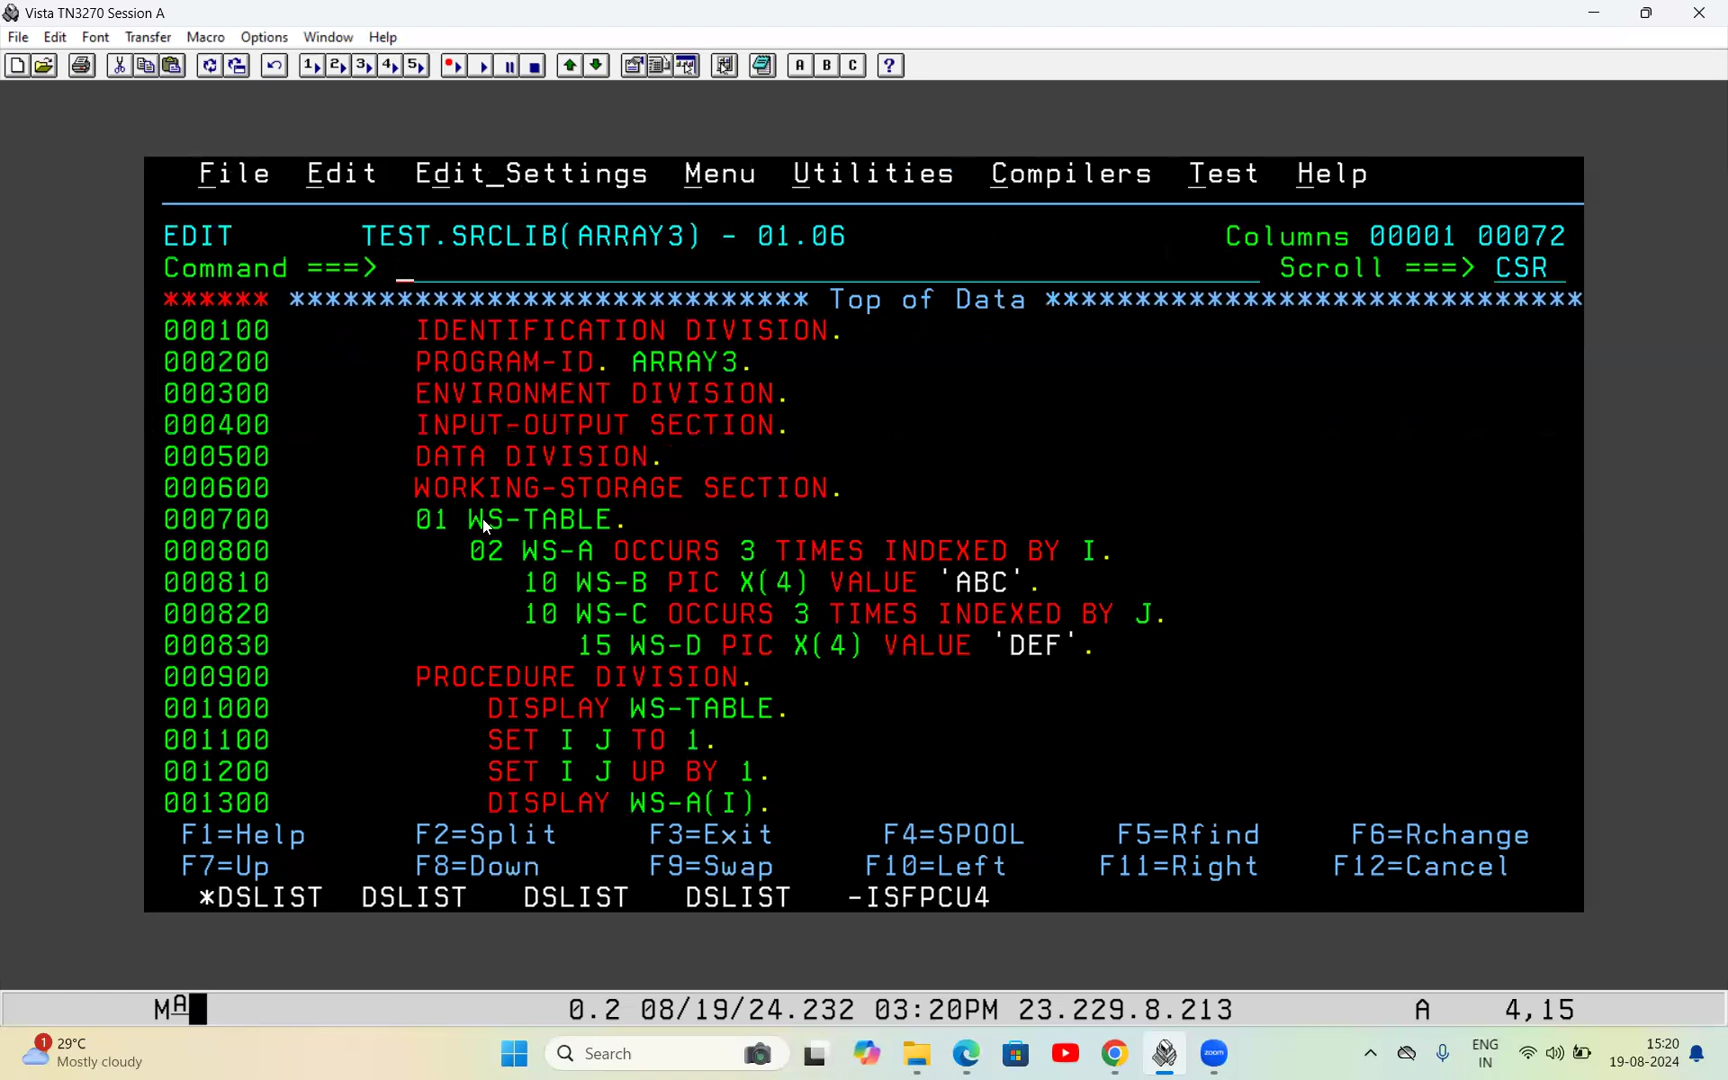 Vista TN3270 Session A
File Edit Font Transfer Macro Options Window Help
1 2 3 4 5 A B C ?
File Edit Edit_Settings Menu Utilities Compilers Test Help
EDIT TEST.SRCLIB(ARRAY3) - 01.06 Columns 00001 00072
Command ===> _ Scroll ===> CSR
****** ***************************** Top of Data ******************************
000100 IDENTIFICATION DIVISION.
000200 PROGRAM-ID. ARRAY3.
000300 ENVIRONMENT DIVISION.
000400 INPUT-OUTPUT SECTION.
000500 DATA DIVISION.
000600 WORKING-STORAGE SECTION.
000700 01 WS-TABLE.
000800 02 WS-A OCCURS 3 TIMES INDEXED BY I.
000810 10 WS-B PIC X(4) VALUE 'ABC'.
000820 10 WS-C OCCURS 3 TIMES INDEXED BY J.
000830 15 WS-D PIC X(4) VALUE 'DEF'.
000900 PROCEDURE DIVISION.
001000 DISPLAY WS-TABLE.
001100 SET I J TO 1.
001200 SET I J UP BY 1.
001300 DISPLAY WS-A(I).
F1=Help F2=Split F3=Exit F4=SPOOL F5=Rfind F6=Rchange
F7=Up F8=Down F9=Swap F10=Left F11=Right F12=Cancel
*DSLIST DSLIST DSLIST DSLIST -ISFPCU4
MA 0.2 08/19/24.232 03:20PM 23.229.8.213 A 4,15
1 29°C
Mostly cloudy
Search
zoom
ENG
IN
15:20
19-08-2024